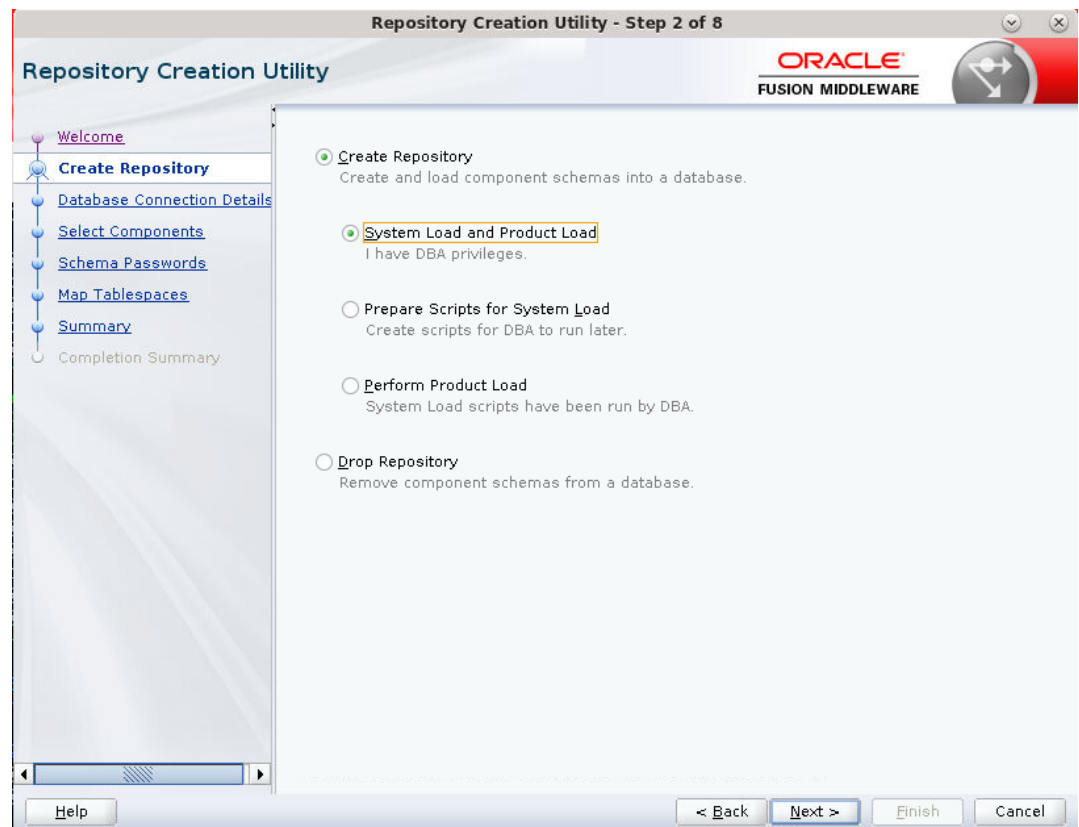 Repository Creation Utility - Step 2 of 8
Repository Creation Utility
ORACLE
FUSION MIDDLEWARE
Welcome
Create Repository
Database Connection Details
Select Components
Schema Passwords
Map Tablespaces
Summary
Completion Summary
Create Repository
Create and load component schemas into a database.
System Load and Product Load
I have DBA privileges.
Prepare Scripts for System Load
Create scripts for DBA to run later.
Perform Product Load
System Load scripts have been run by DBA.
Drop Repository
Remove component schemas from a database.
Help
< Back
Next >
Finish
Cancel